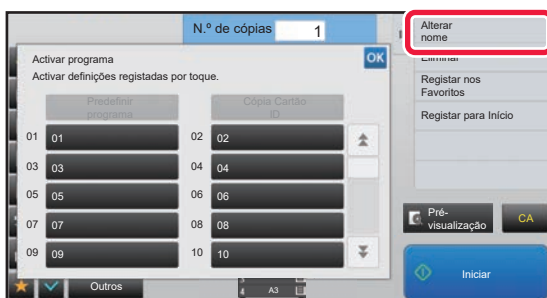 N.º de cópias 1
Alterar
nome
Eliminar
Registar nos
Favoritos
Registar para Início
Activar programa
OK
Activar definições registadas por toque.
Predefinir
programa
Cópia Cartão
ID
01 01
02 02
03 03
04 04
05 05
06 06
07 07
08 08
09 09
10 10
Pré-
visualização
CA
Iniciar
Outros
4 A3